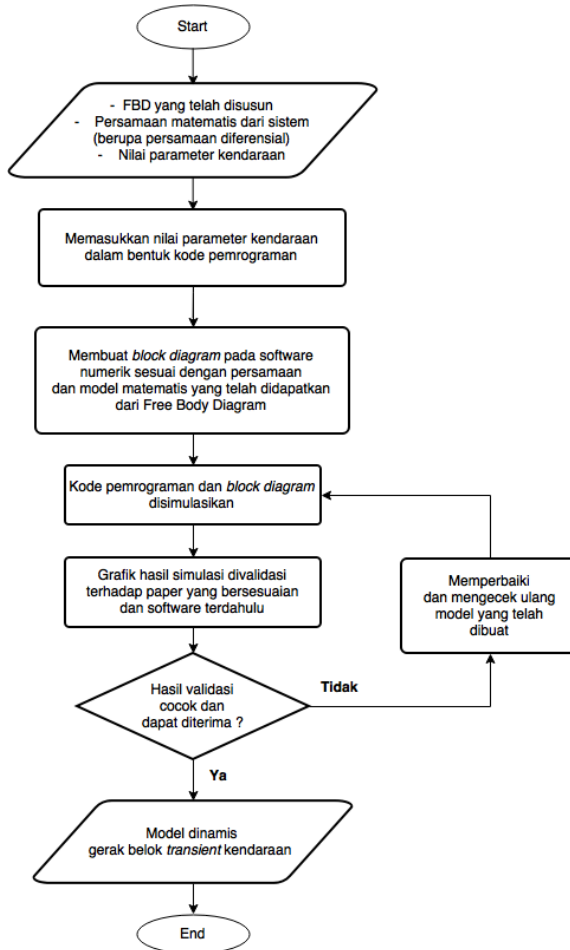 Start
- FBD yang telah disusun
- Persamaan matematis dari sistem
(berupa persamaan diferensial)
- Nilai parameter kendaraan
Memasukkan nilai parameter kendaraan
dalam bentuk kode pemrograman
Membuat block diagram pada software
numerik sesuai dengan persamaan
dan model matematis yang telah didapatkan
dari Free Body Diagram
Kode pemrograman dan block diagram
disimulasikan
Grafik hasil simulasi divalidasi
terhadap paper yang bersesuaian
dan software terdahulu
Memperbaiki
dan mengecek ulang
model yang telah
dibuat
Hasil validasi
cocok dan
dapat diterima ?
Tidak
Ya
Model dinamis
gerak belok transient kendaraan
End